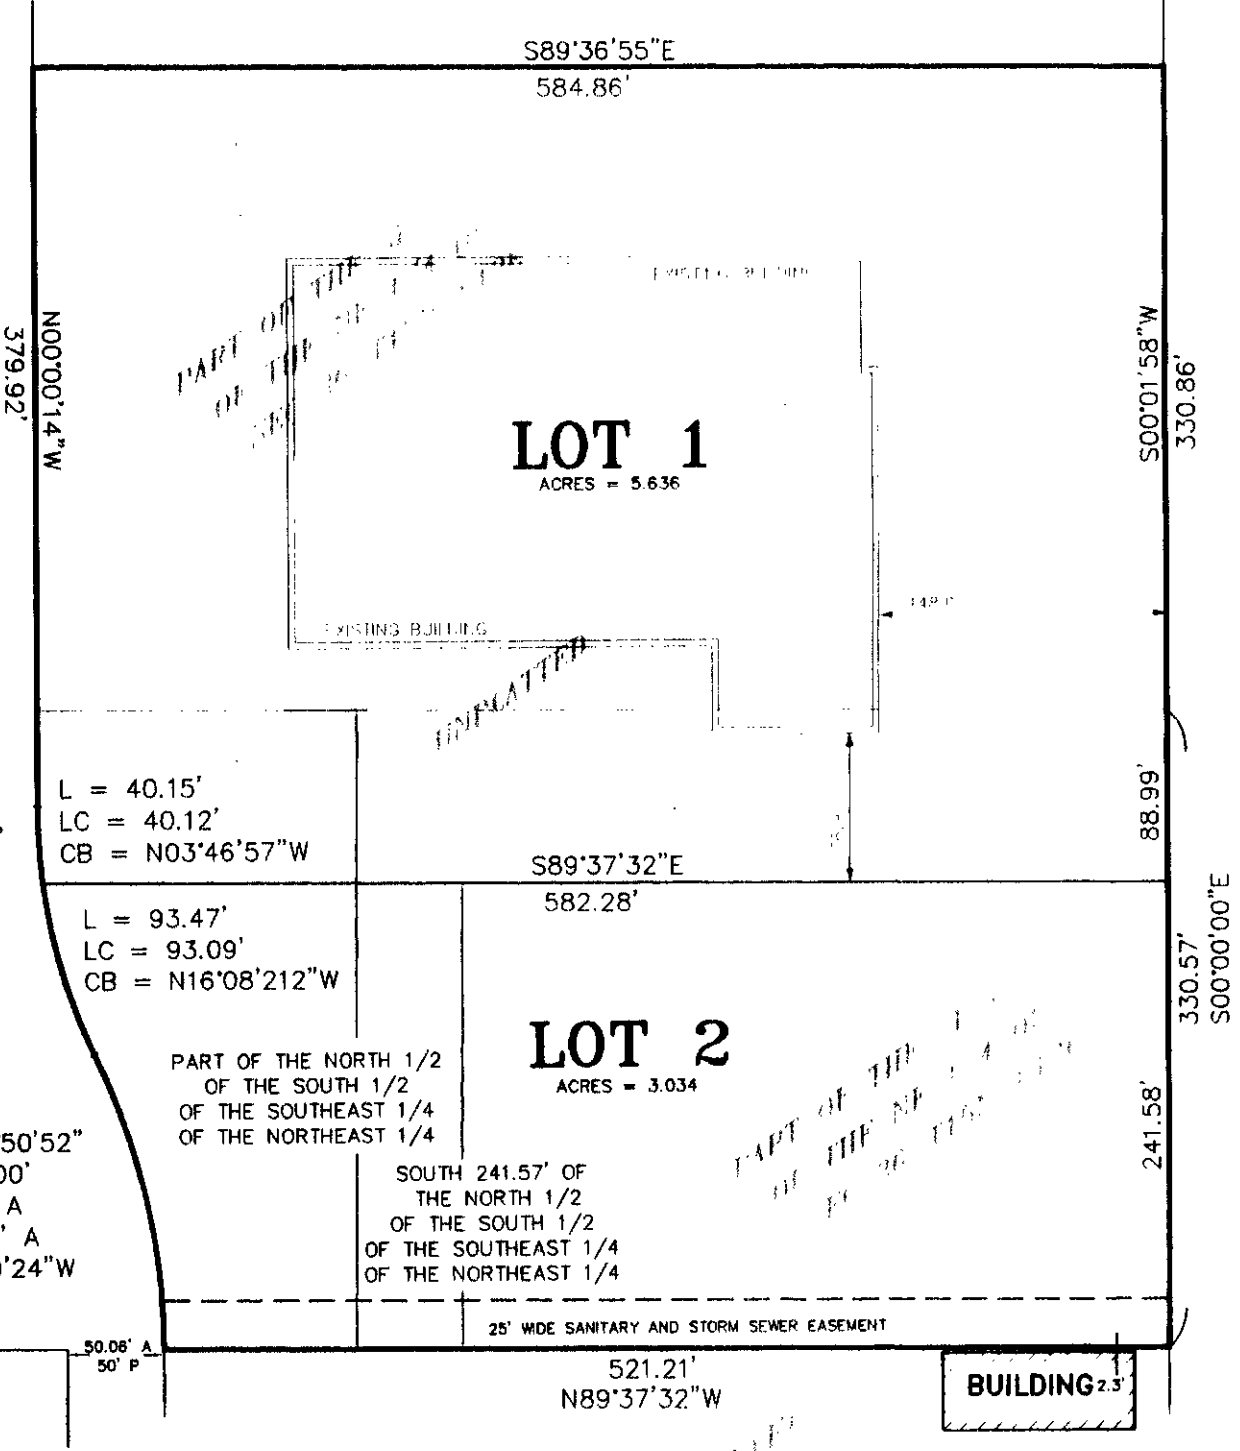 S89°36'55"E
584.86'
N00°00'14"W
379.92'
S00°01'58"W
330.86'
LOT 1
ACRES = 5.636
EXISTING BUILDING
UNPLATTED
L = 40.15'
LC = 40.12'
CB = N03°46'57"W
88.99'
S89°37'32"E
582.28'
L = 93.47'
LC = 93.09'
CB = N16°08'212"W
330.57'
S00°00'00"E
LOT 2
ACRES = 3.034
PART OF THE NORTH 1/2
OF THE SOUTH 1/2
OF THE SOUTHEAST 1/4
OF THE NORTHEAST 1/4
241.58'
50'52"
00'
A
' A
'24"W
SOUTH 241.57' OF
THE NORTH 1/2
OF THE SOUTH 1/2
OF THE SOUTHEAST 1/4
OF THE NORTHEAST 1/4
25' WIDE SANITARY AND STORM SEWER EASEMENT
50.06' A
50' P
521.21'
N89°37'32"W
BUILDING 2.3'